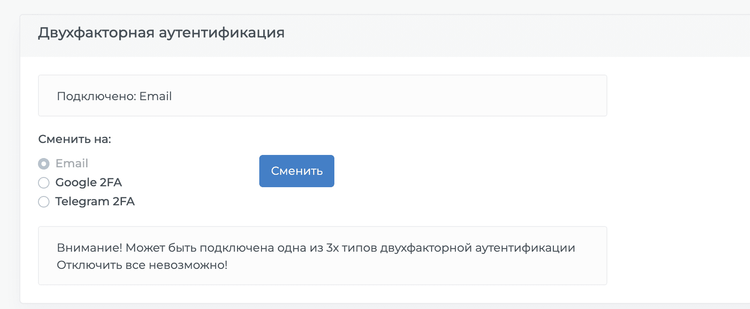 Двухфакторная аутентификация
Подключено: Email
Сменить на:
Email
Сменить
Google 2FA
Telegram 2FA
Внимание! Может быть подключена одна из 3х типов двухфакторной аутентификации
Отключить все невозможно!